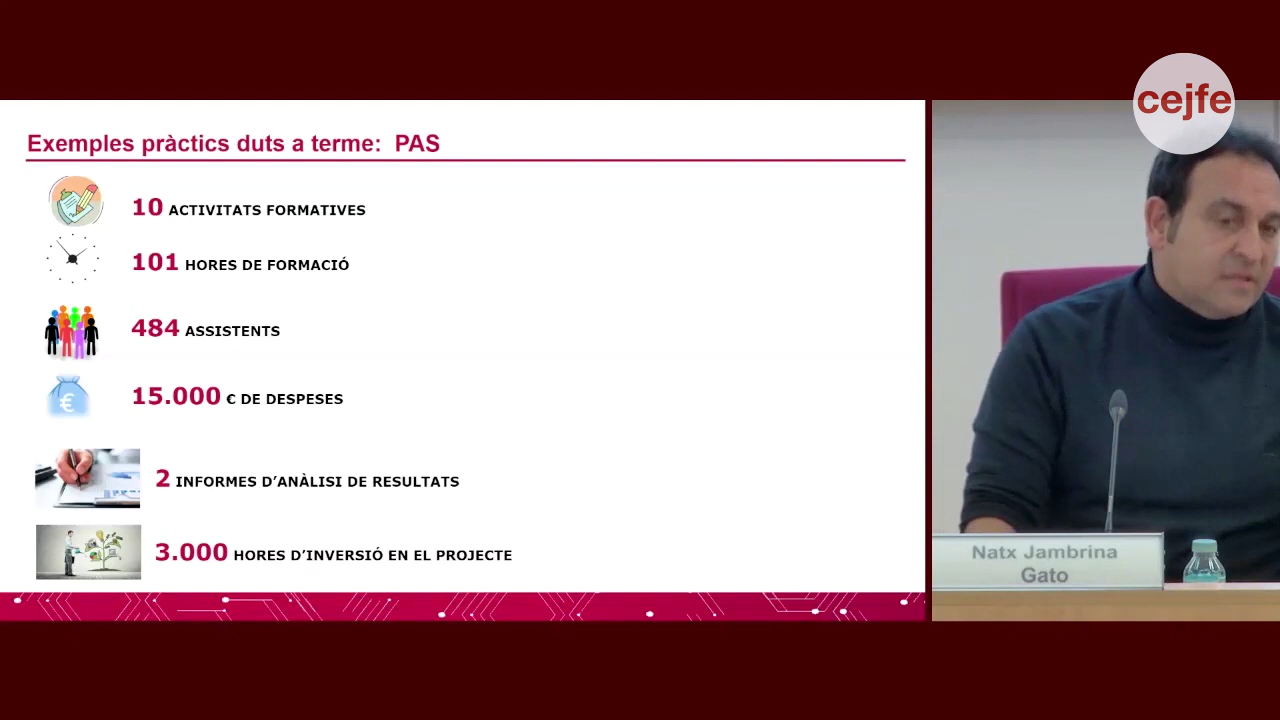 cejfe
Exemples pràctics duts a terme: PAS
10 ACTIVITATS FORMATIVES
101 HORES DE FORMACIÓ
484 ASSISTENTS
€
15.000 € DE DESPESES
2 INFORMES D’ANÀLISI DE RESULTATS
3.000 HORES D’INVERSIÓ EN EL PROJECTE
Natx Jambrina
Gato